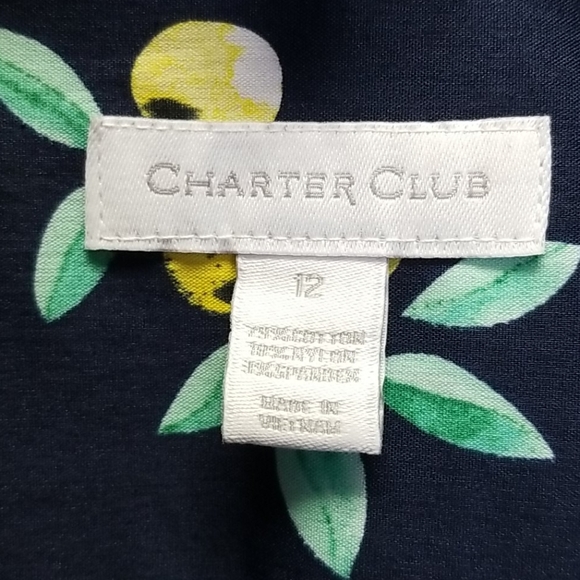 CHARTER CLUB
12
COTTON
NYLON
SPANDEX
MADE IN
VIETNAM